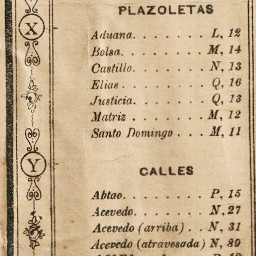 PLAZOLETAS
X
Aduana. . . . . . . L, 12
Bolsa. . . . . . . . M, 14
Castillo. . . . . . . N, 13
Elias . . . . . . . . Q, 16
Justicia. . . . . . . Q, 13
Matriz . . . . . . . M, 12
Santo Domingo . . . M, 11
Y
CALLES
Abtao. . . . . . . . P, 15
Acevedo. . . . . . N, 27
Acevedo (arriba) . . N, 31
Acevedo (atravesada) N, 30